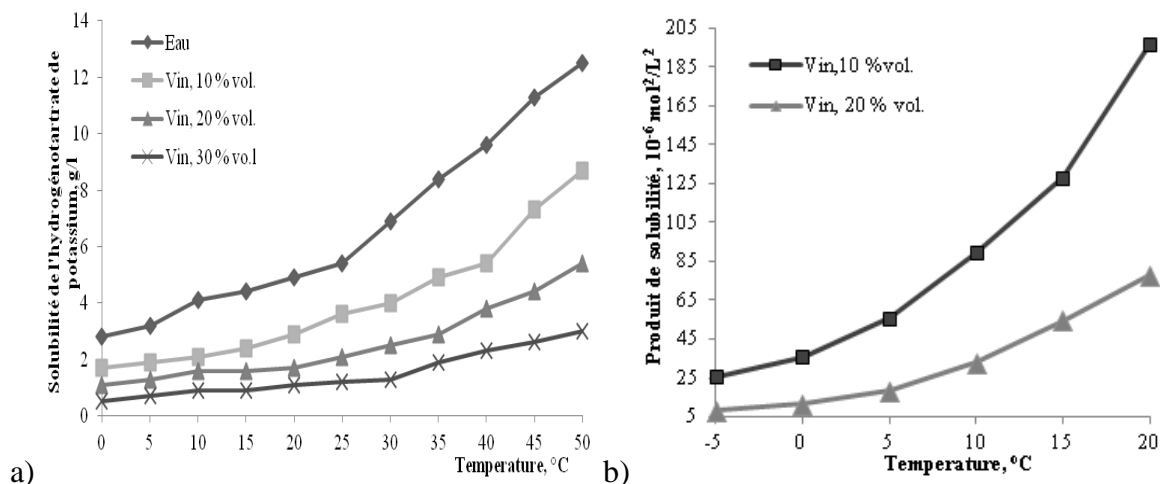 Solubilité de l'hydrogénotartrate de
potassium, g/l
14
12
10
8
6
4
2
0
Eau
Vin, 10 % vol.
Vin, 20 % vol.
Vin, 30 % vo.l
0 5 10 15 20 25 30 35 40 45 50
Temperature, °C
a)
Produit de solubilité, 10⁻⁶ mol²/L²
205
185
165
145
125
105
85
65
45
25
5
Vin,10 %vol.
Vin, 20 % vol.
-5 0 5 10 15 20
Temperature, °C
b)